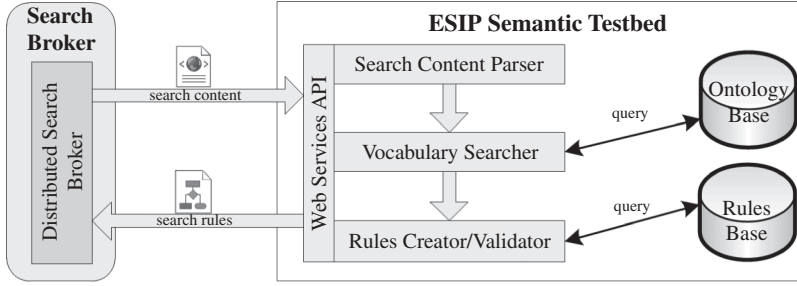 Search
Broker
Distributed Search
Broker
search content
search rules
ESIP Semantic Testbed
Web Services API
Search Content Parser
Vocabulary Searcher
Rules Creator/Validator
query
query
Ontology
Base
Rules
Base